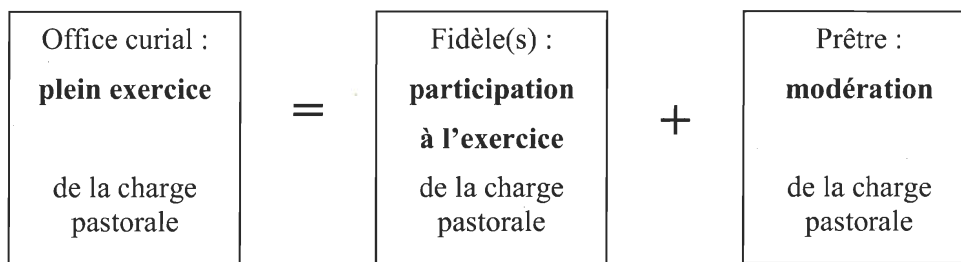 Office curial :
plein exercice
de la charge
pastorale
=
Fidèle(s) :
participation
à l'exercice
de la charge
pastorale
+
Prêtre :
modération
de la charge
pastorale